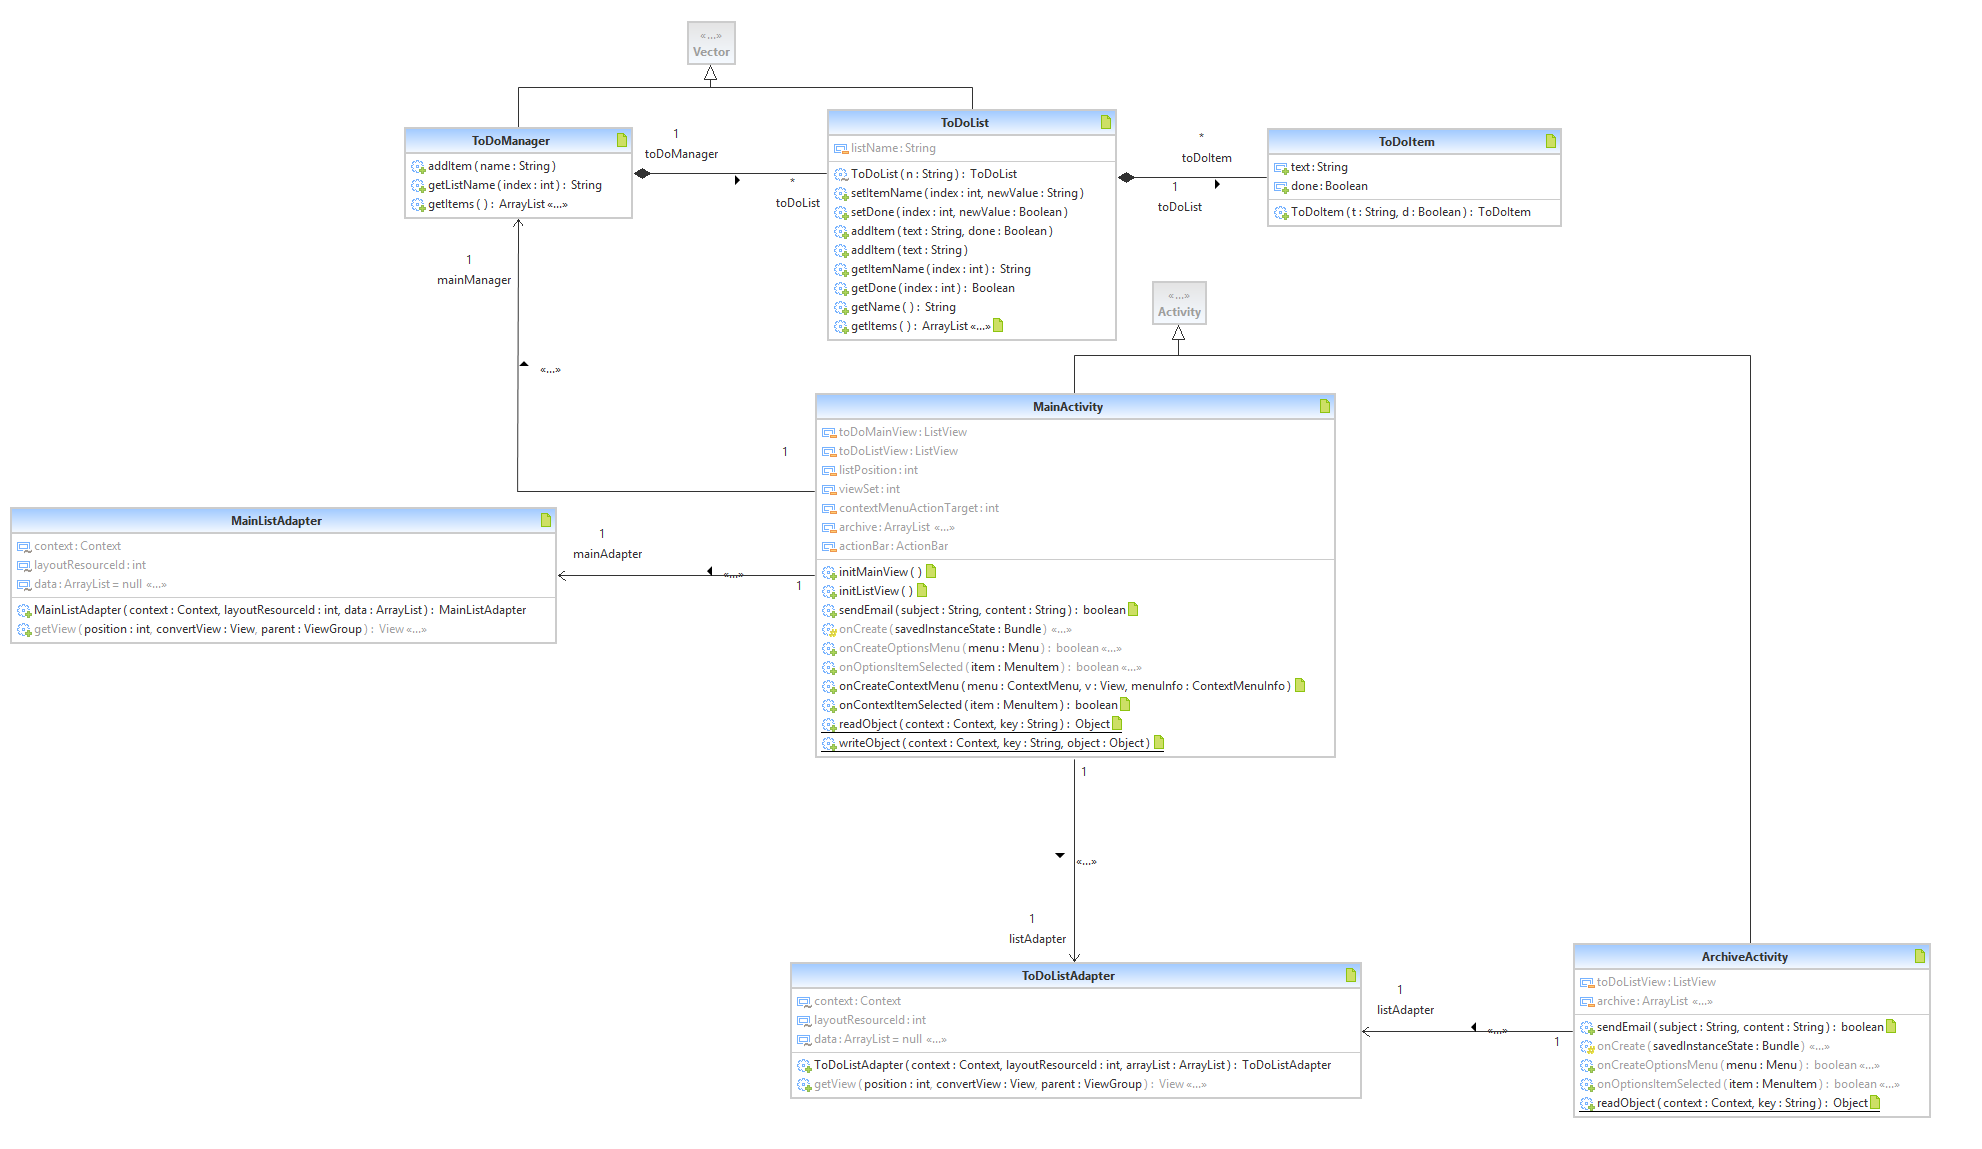 «...»
Vector
ToDoManager
addItem ( name : String )
getListName ( index : int ) : String
getItems ( ) : ArrayList «...»
1
toDoManager
*
toDoList
ToDoList
listName : String
ToDoList ( n : String ) : ToDoList
setItemName ( index : int, newValue : String )
setDone ( index : int, newValue : Boolean )
addItem ( text : String, done : Boolean )
addItem ( text : String )
getItemName ( index : int ) : String
getDone ( index : int ) : Boolean
getName ( ) : String
getItems ( ) : ArrayList «...»
*
toDoItem
1
toDoList
ToDoItem
text : String
done : Boolean
ToDoItem ( t : String, d : Boolean ) : ToDoItem
1
mainManager
«...»
1
«...»
Activity
MainActivity
toDoMainView : ListView
toDoListView : ListView
listPosition : int
viewSet : int
contextMenuActionTarget : int
archive : ArrayList «...»
actionBar : ActionBar
initMainView ( )
initListView ( )
sendEmail ( subject : String, content : String ) : boolean
onCreate ( savedInstanceState : Bundle ) «...»
onCreateOptionsMenu ( menu : Menu ) : boolean «...»
onOptionsItemSelected ( item : MenuItem ) : boolean «...»
onCreateContextMenu ( menu : ContextMenu, v : View, menuInfo : ContextMenuInfo )
onContextItemSelected ( item : MenuItem ) : boolean
readObject ( context : Context, key : String ) : Object
writeObject ( context : Context, key : String, object : Object )
MainListAdapter
context : Context
layoutResourceId : int
data : ArrayList = null «...»
MainListAdapter ( context : Context, layoutResourceId : int, data : ArrayList ) : MainListAdapter
getView ( position : int, convertView : View, parent : ViewGroup ) : View «...»
1
mainAdapter
«...»
1
1
«...»
1
listAdapter
ToDoListAdapter
context : Context
layoutResourceId : int
data : ArrayList = null «...»
ToDoListAdapter ( context : Context, layoutResourceId : int, arrayList : ArrayList ) : ToDoListAdapter
getView ( position : int, convertView : View, parent : ViewGroup ) : View «...»
1
listAdapter
«...»
1
ArchiveActivity
toDoListView : ListView
archive : ArrayList «...»
sendEmail ( subject : String, content : String ) : boolean
onCreate ( savedInstanceState : Bundle ) «...»
onCreateOptionsMenu ( menu : Menu ) : boolean «...»
onOptionsItemSelected ( item : MenuItem ) : boolean «...»
readObject ( context : Context, key : String ) : Object